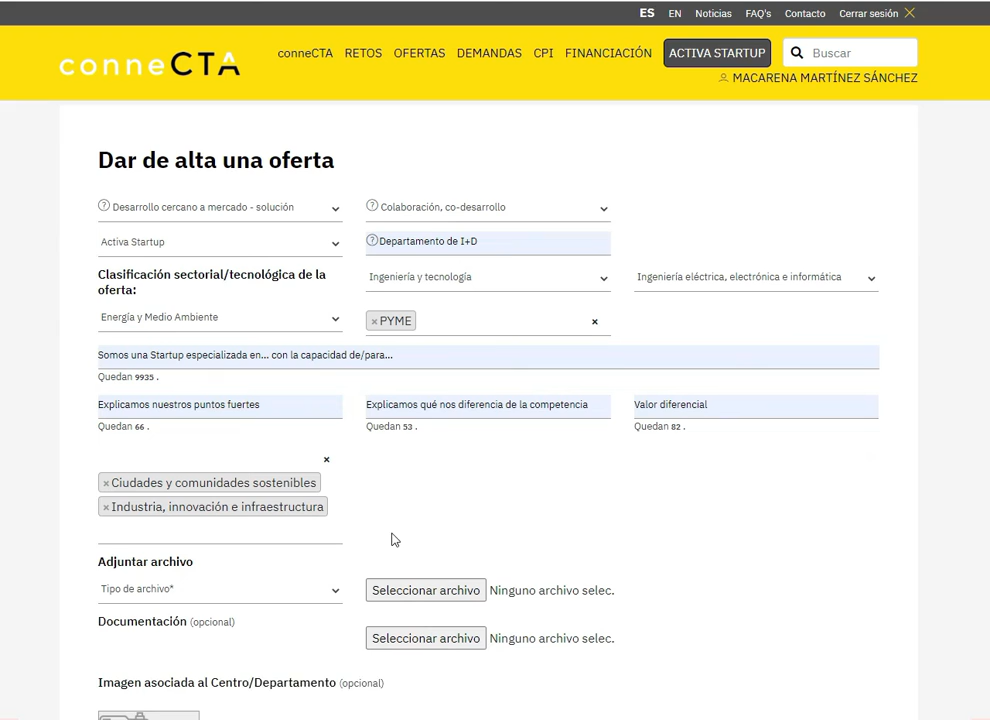 ES EN Noticias FAQ's Contacto Cerrar sesión
conneCTA
conneCTA RETOS OFERTAS DEMANDAS CPI FINANCIACIÓN ACTIVA STARTUP Buscar
MACARENA MARTÍNEZ SÁNCHEZ
Dar de alta una oferta
Desarrollo cercano a mercado - solución Colaboración, co-desarrollo
Activa Startup Departamento de I+D
Clasificación sectorial/tecnológica de la
oferta:
Ingeniería y tecnología Ingeniería eléctrica, electrónica e informática
Energía y Medio Ambiente ×PYME ×
Somos una Startup especializada en... con la capacidad de/para...
Quedan 9935 .
Explicamos nuestros puntos fuertes Explicamos qué nos diferencia de la competencia Valor diferencial
Quedan 66 . Quedan 53 . Quedan 82 .
×
×Ciudades y comunidades sostenibles
×Industria, innovación e infraestructura
Adjuntar archivo
Tipo de archivo* Seleccionar archivo Ninguno archivo selec.
Documentación (opcional)
Seleccionar archivo Ninguno archivo selec.
Imagen asociada al Centro/Departamento (opcional)